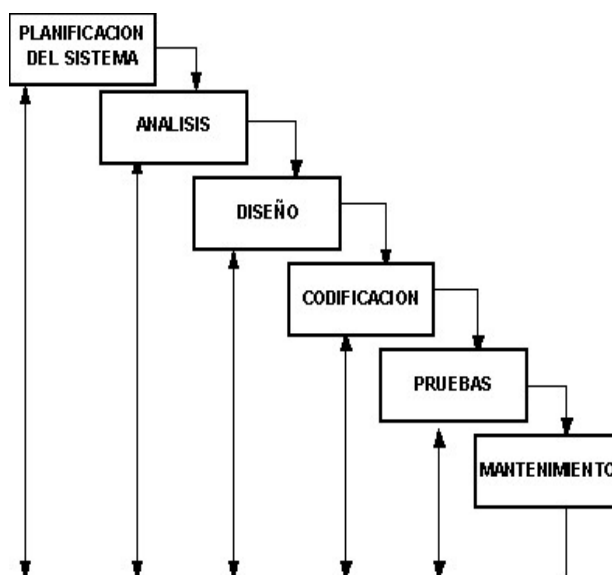 PLANIFICACION
DEL SISTEMA
ANALISIS
DISEÑO
CODIFICACION
PRUEBAS
MANTENIMIENTO